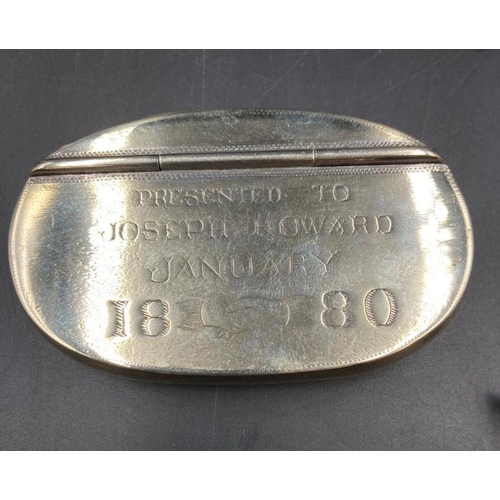 PRESENTED TO
JOSEPH HOWARD
JANUARY
18 80